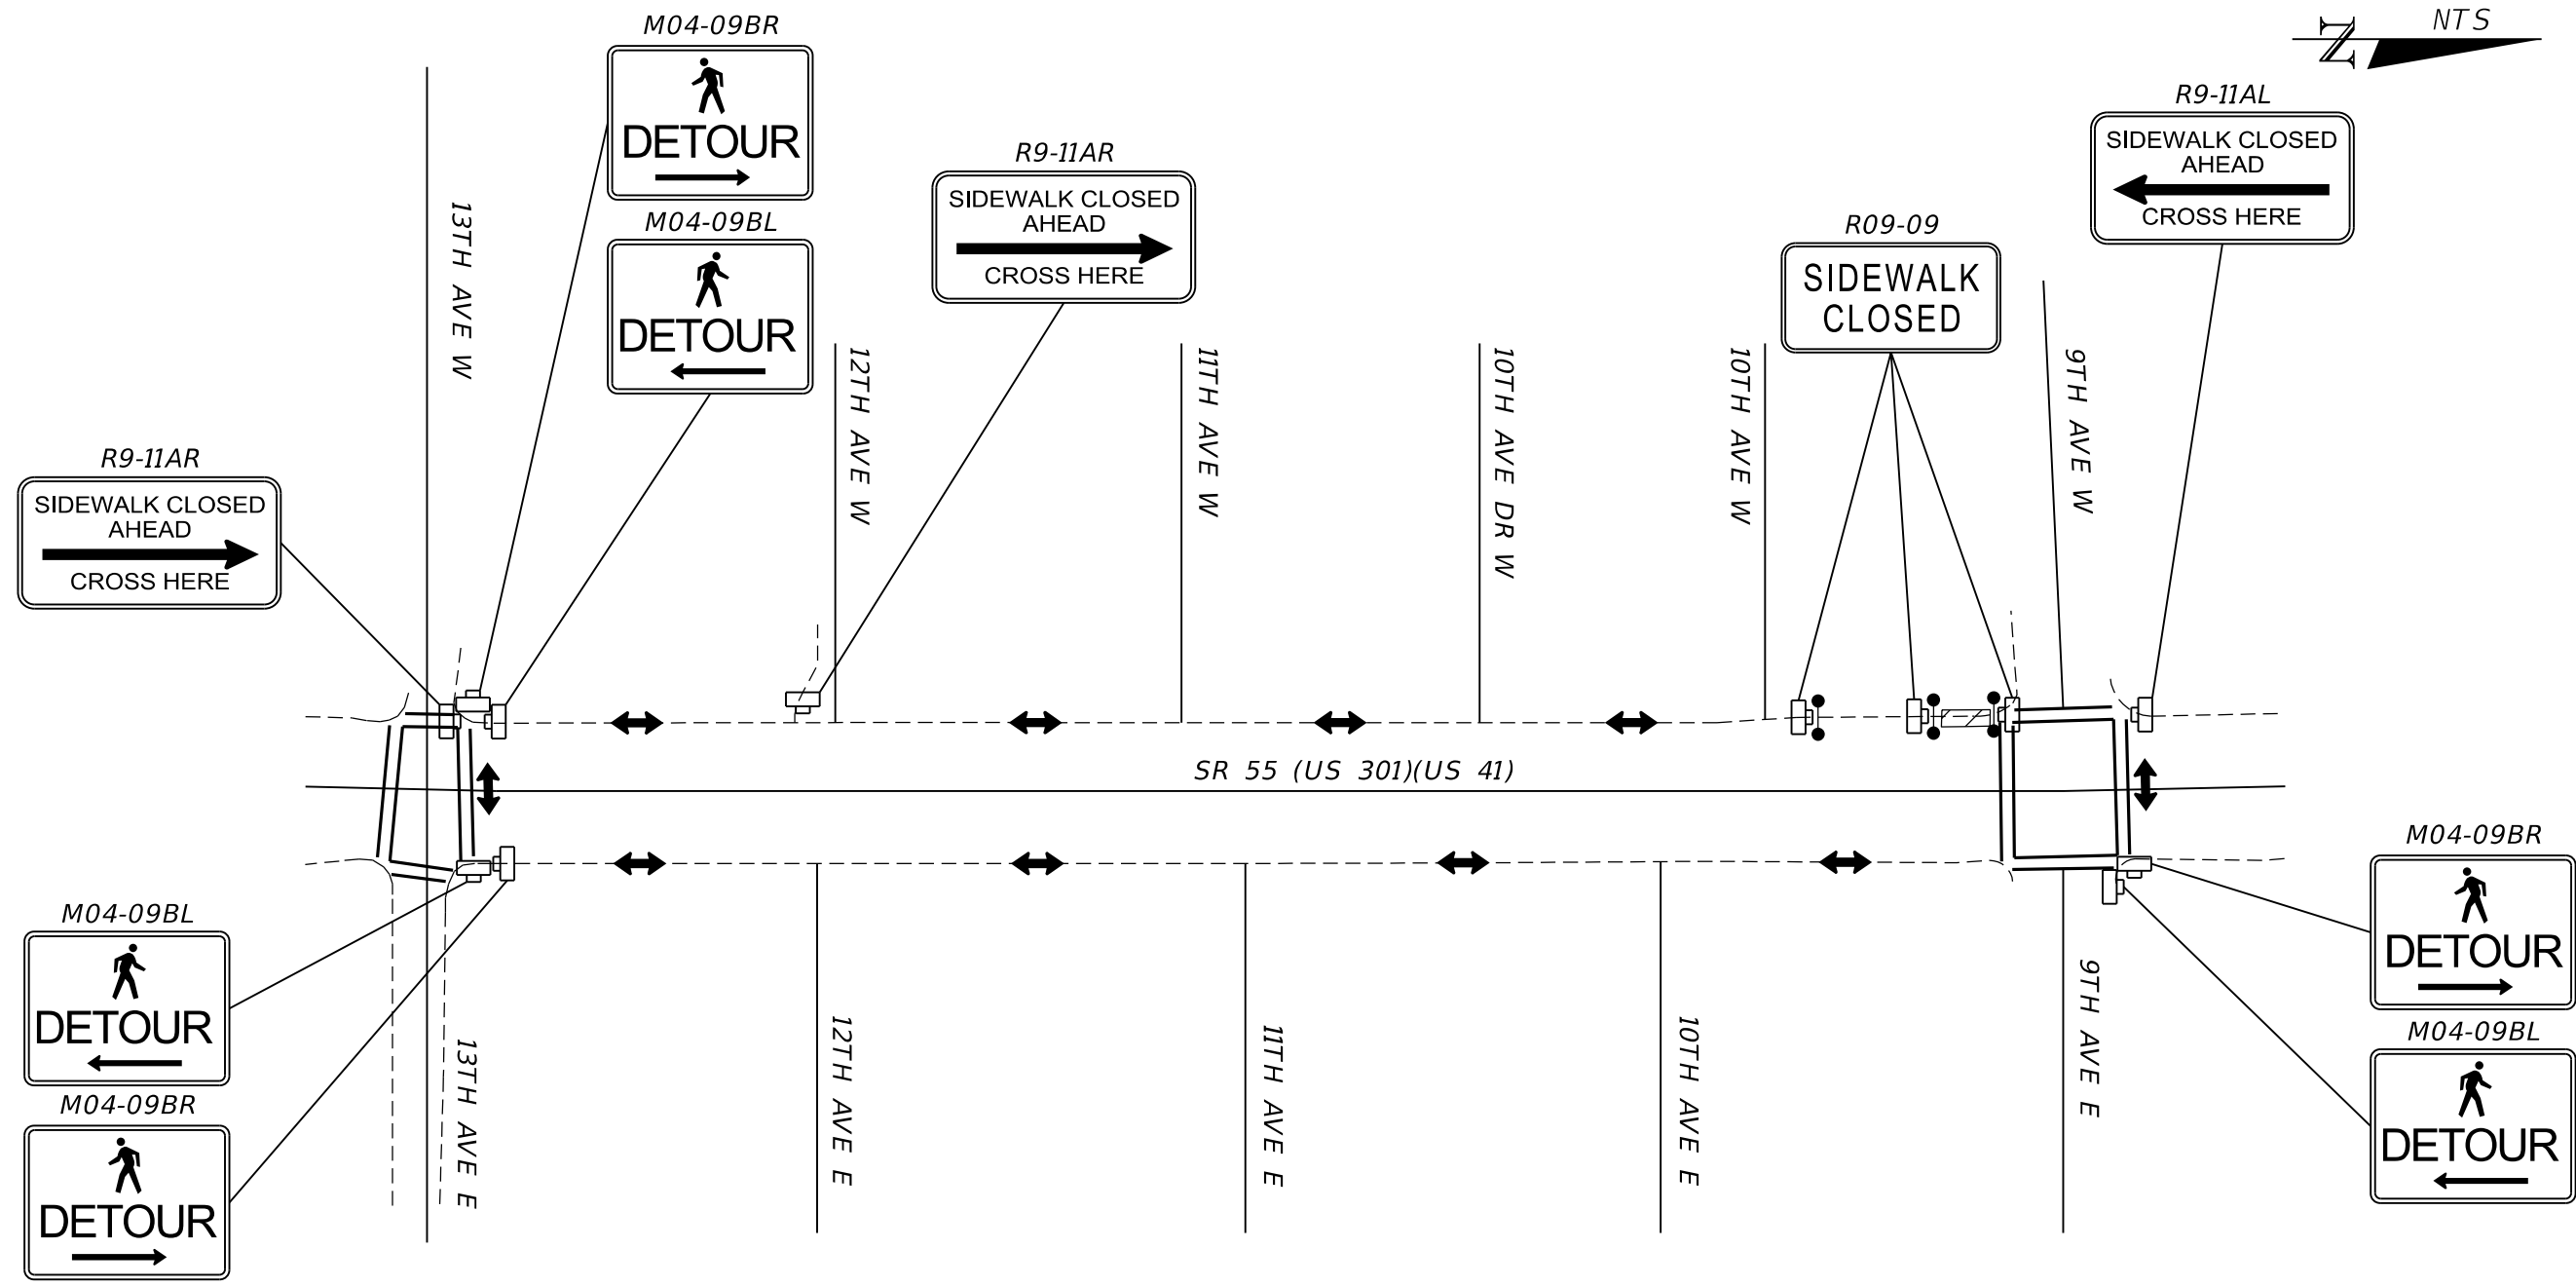 M04-09BR
DETOUR
M04-09BL
DETOUR
NTS
N
R9-11AL
SIDEWALK CLOSED
AHEAD
CROSS HERE
R9-11AR
SIDEWALK CLOSED
AHEAD
CROSS HERE
R09-09
SIDEWALK
CLOSED
13TH AVE W
12TH AVE W
11TH AVE W
10TH AVE DR W
10TH AVE W
9TH AVE W
R9-11AR
SIDEWALK CLOSED
AHEAD
CROSS HERE
SR 55 (US 301)(US 41)
M04-09BL
DETOUR
M04-09BR
DETOUR
13TH AVE E
12TH AVE E
11TH AVE E
10TH AVE E
9TH AVE E
M04-09BR
DETOUR
M04-09BL
DETOUR